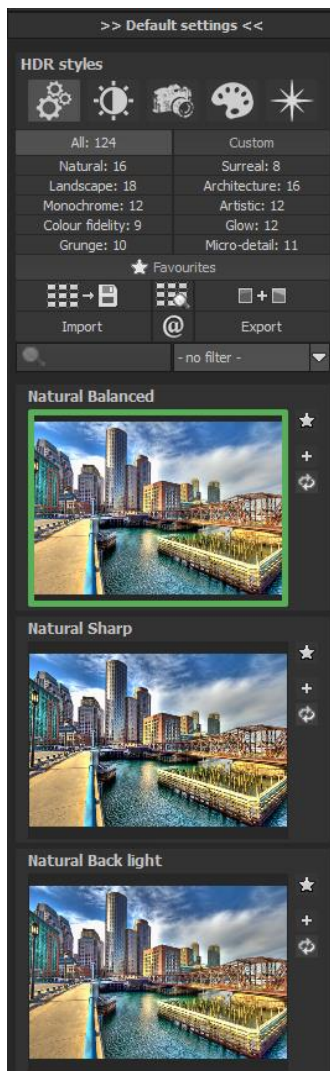 >> Default settings <<
HDR styles
All: 124 Custom
Natural: 16 Surreal: 8
Landscape: 18 Architecture: 16
Monochrome: 12 Artistic: 12
Colour fidelity: 9 Glow: 12
Grunge: 10 Micro-detail: 11
Favourites
Import @ Export
- no filter -
Natural Balanced
Natural Sharp
Natural Back light